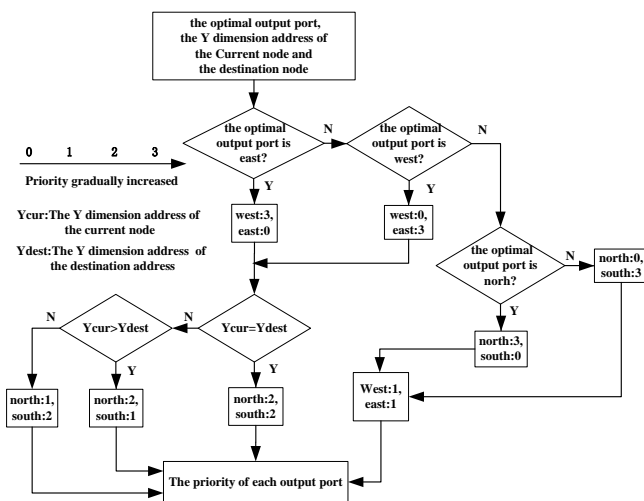 the optimal output port,
the Y dimension address of
the Current node and
the destination node
the optimal
output port is
east?
N
the optimal
output port is
west?
N
0 1 2 3
Priority gradually increased
Y
Y
Ycur:The Y dimension address of
the current node
west:3,
east:0
west:0,
east:3
Ydest:The Y dimension address of
the destination address
the optimal
output port is
norh?
N
north:0,
south:3
N
Ycur>Ydest
N
Ycur=Ydest
Y
north:3,
south:0
Y
Y
north:1,
south:2
north:2,
south:1
north:2,
south:2
West:1,
east:1
The priority of each output port